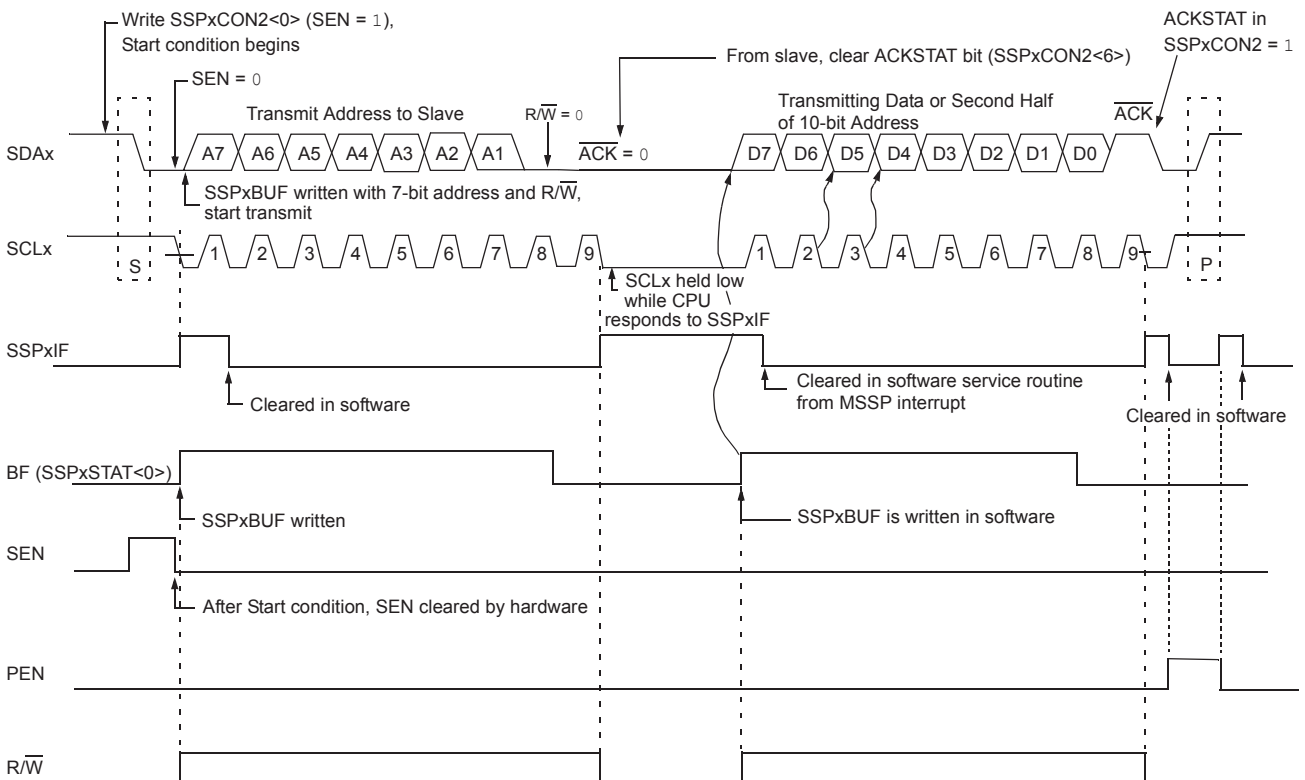 Write SSPxCON2<0> (SEN = 1),
Start condition begins
ACKSTAT in
SSPxCON2 = 1
From slave, clear ACKSTAT bit (SSPxCON2<6>)
SEN = 0
Transmit Address to Slave
R/W̅ = 0
Transmitting Data or Second Half
of 10-bit Address
A̅C̅K̅
SDAx
A7 A6 A5 A4 A3 A2 A1
A̅C̅K̅ = 0
D7 D6 D5 D4 D3 D2 D1 D0
SSPxBUF written with 7-bit address and R/W̅,
start transmit
SCLx
S
1 2 3 4 5 6 7 8 9
1 2 3 4 5 6 7 8 9
P
SCLx held low
while CPU
responds to SSPxIF
SSPxIF
Cleared in software
Cleared in software service routine
from MSSP interrupt
Cleared in software
BF (SSPxSTAT<0>)
SSPxBUF written
SSPxBUF is written in software
SEN
After Start condition, SEN cleared by hardware
PEN
R/W̅